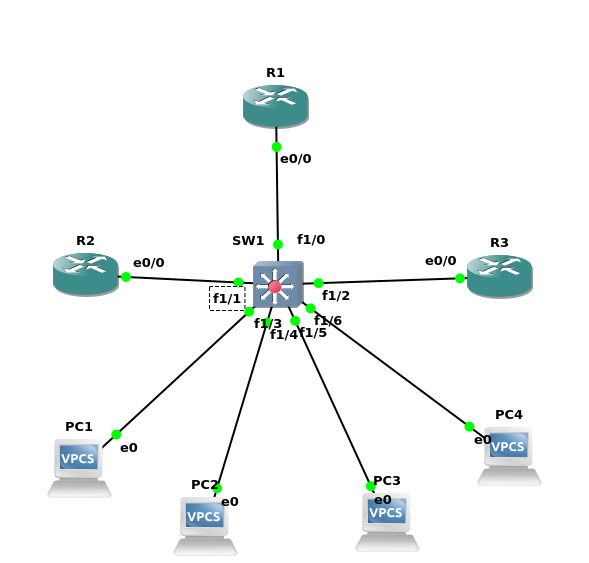 R1
e0/0
SW1
f1/0
R2
e0/0
e0/0
R3
f1/1
f1/2
f1/3
f1/4
f1/5
f1/6
PC1
e0
VPCS
PC2
e0
VPCS
PC3
e0
VPCS
PC4
e0
VPCS